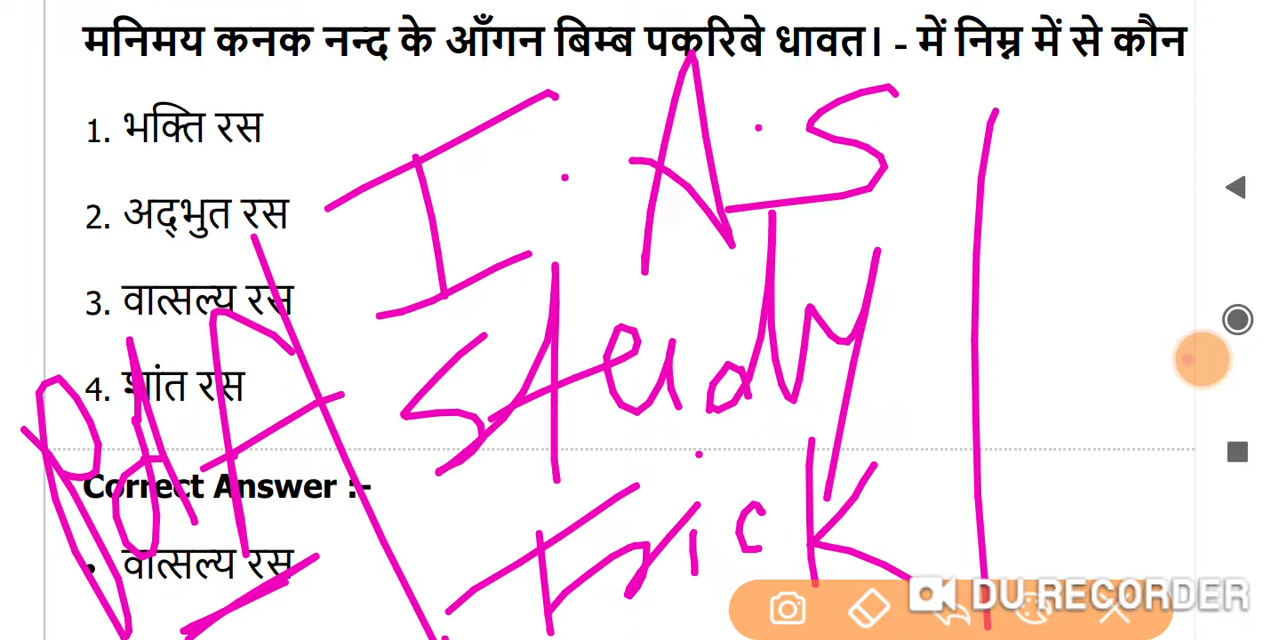 मनिमय कनक नन्द के आँगन बिम्ब पकरिबे धावत। - में निम्न में से कौन
1. भक्ति रस
2. अद्भुत रस
3. वात्सल्य रस
4. शांत रस
Correct Answer :-
• वात्सल्य रस
I.A.S
Study
Trick
DU RECORDER